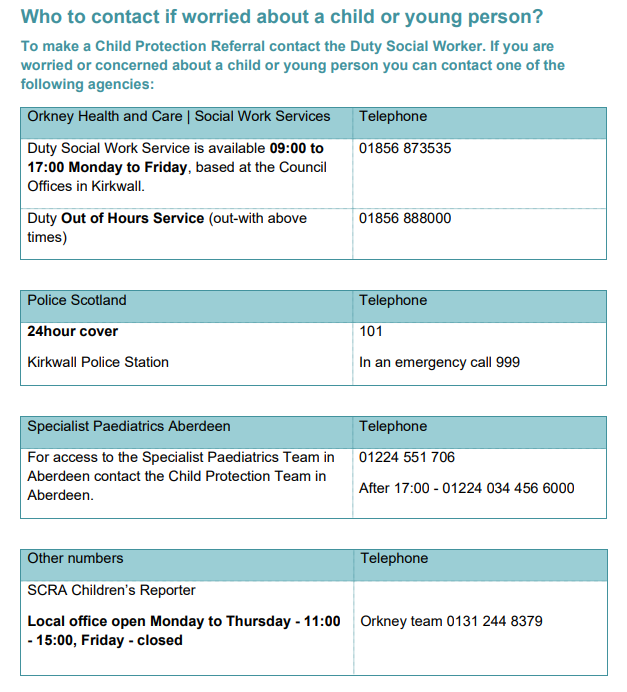 Who to contact if worried about a child or young person?
To make a Child Protection Referral contact the Duty Social Worker. If you are
worried or concerned about a child or young person you can contact one of the
following agencies:
Orkney Health and Care | Social Work Services Telephone
Duty Social Work Service is available 09:00 to 01856 873535
17:00 Monday to Friday, based at the Council
Offices in Kirkwall.
Duty Out of Hours Service (out-with above 01856 888000
times)
Police Scotland Telephone
24hour cover 101
Kirkwall Police Station In an emergency call 999
Specialist Paediatrics Aberdeen Telephone
For access to the Specialist Paediatrics Team in 01224 551 706
Aberdeen contact the Child Protection Team in
Aberdeen.
After 17:00 - 01224 034 456 6000
Other numbers Telephone
SCRA Children’s Reporter
Local office open Monday to Thursday - 11:00 Orkney team 0131 244 8379
- 15:00, Friday - closed